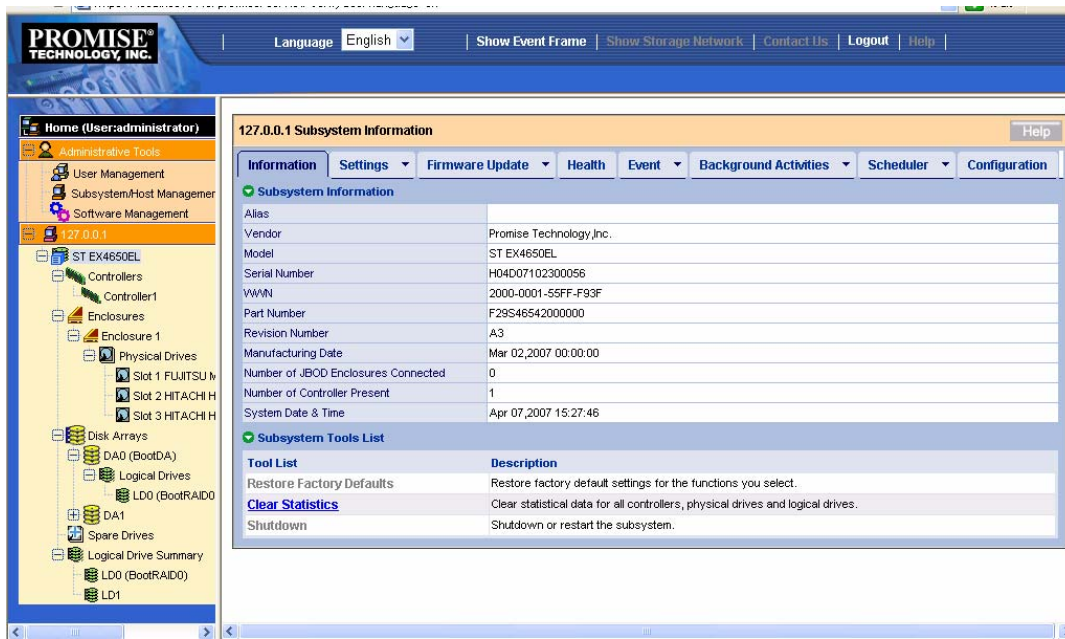 PROMISE®
TECHNOLOGY, INC.
Language English | Show Event Frame | Show Storage Network | Contact Us | Logout | Help |
Home (User:administrator)
Administrative Tools
User Management
Subsystem/Host Managemer
Software Management
127.0.0.1
ST EX4650EL
Controllers
Controller1
Enclosures
Enclosure 1
Physical Drives
Slot 1 FUJITSU M
Slot 2 HITACHI H
Slot 3 HITACHI H
Disk Arrays
DA0 (BootDA)
Logical Drives
LD0 (BootRAID0
DA1
Spare Drives
Logical Drive Summary
LD0 (BootRAID0)
LD1
127.0.0.1 Subsystem Information
Help
Information Settings Firmware Update Health Event Background Activities Scheduler Configuration
Subsystem Information
Alias
Vendor Promise Technology,Inc.
Model ST EX4650EL
Serial Number H04D07102300056
WWN 2000-0001-55FF-F93F
Part Number F29S46542000000
Revision Number A3
Manufacturing Date Mar 02,2007 00:00:00
Number of JBOD Enclosures Connected 0
Number of Controller Present 1
System Date & Time Apr 07,2007 15:27:46
Subsystem Tools List
Tool List Description
Restore Factory Defaults Restore factory default settings for the functions you select.
Clear Statistics Clear statistical data for all controllers, physical drives and logical drives.
Shutdown Shutdown or restart the subsystem.